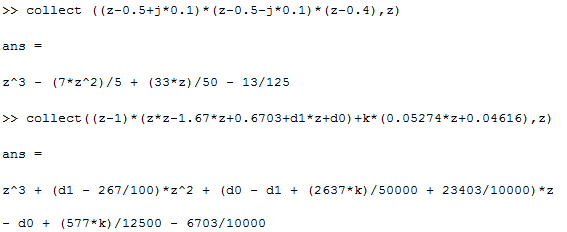 >> collect ((z-0.5+j*0.1)*(z-0.5-j*0.1)*(z-0.4),z)
ans =
z^3 - (7*z^2)/5 + (33*z)/50 - 13/125
>> collect((z-1)*(z*z-1.67*z+0.6703+d1*z+d0)+k*(0.05274*z+0.04616),z)
ans =
z^3 + (d1 - 267/100)*z^2 + (d0 - d1 + (2637*k)/50000 + 23403/10000)*z
- d0 + (577*k)/12500 - 6703/10000